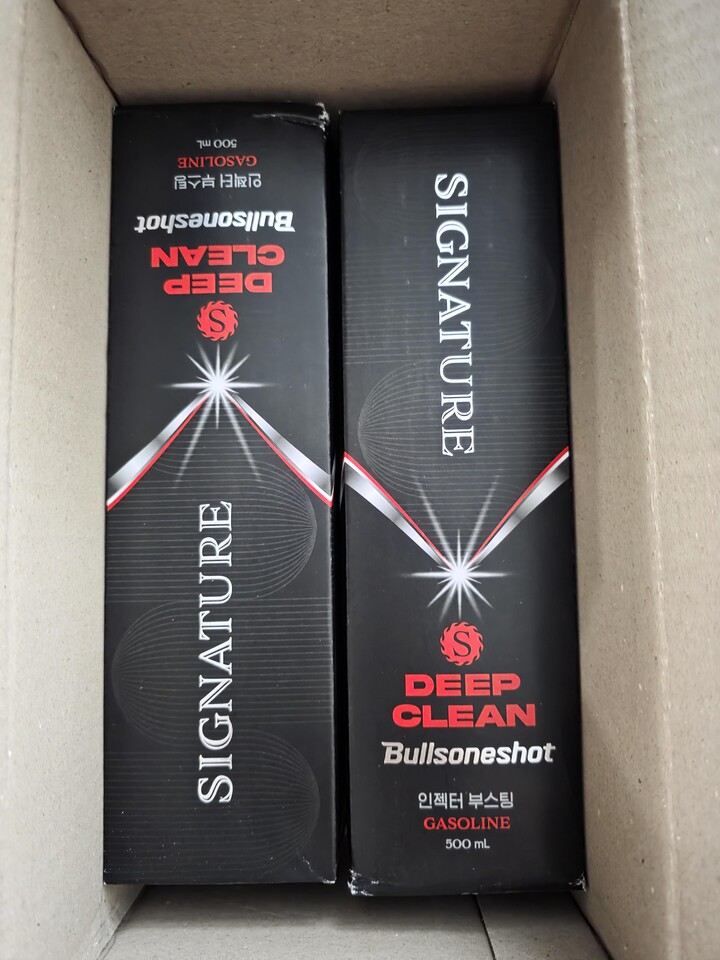 500 mL
GASOLINE
인젝터 부스팅
Bullsoneshot
DEEP
CLEAN
S
SIGNATURE
SIGNATURE
S
DEEP
CLEAN
Bullsoneshot
인젝터 부스팅
GASOLINE
500 mL